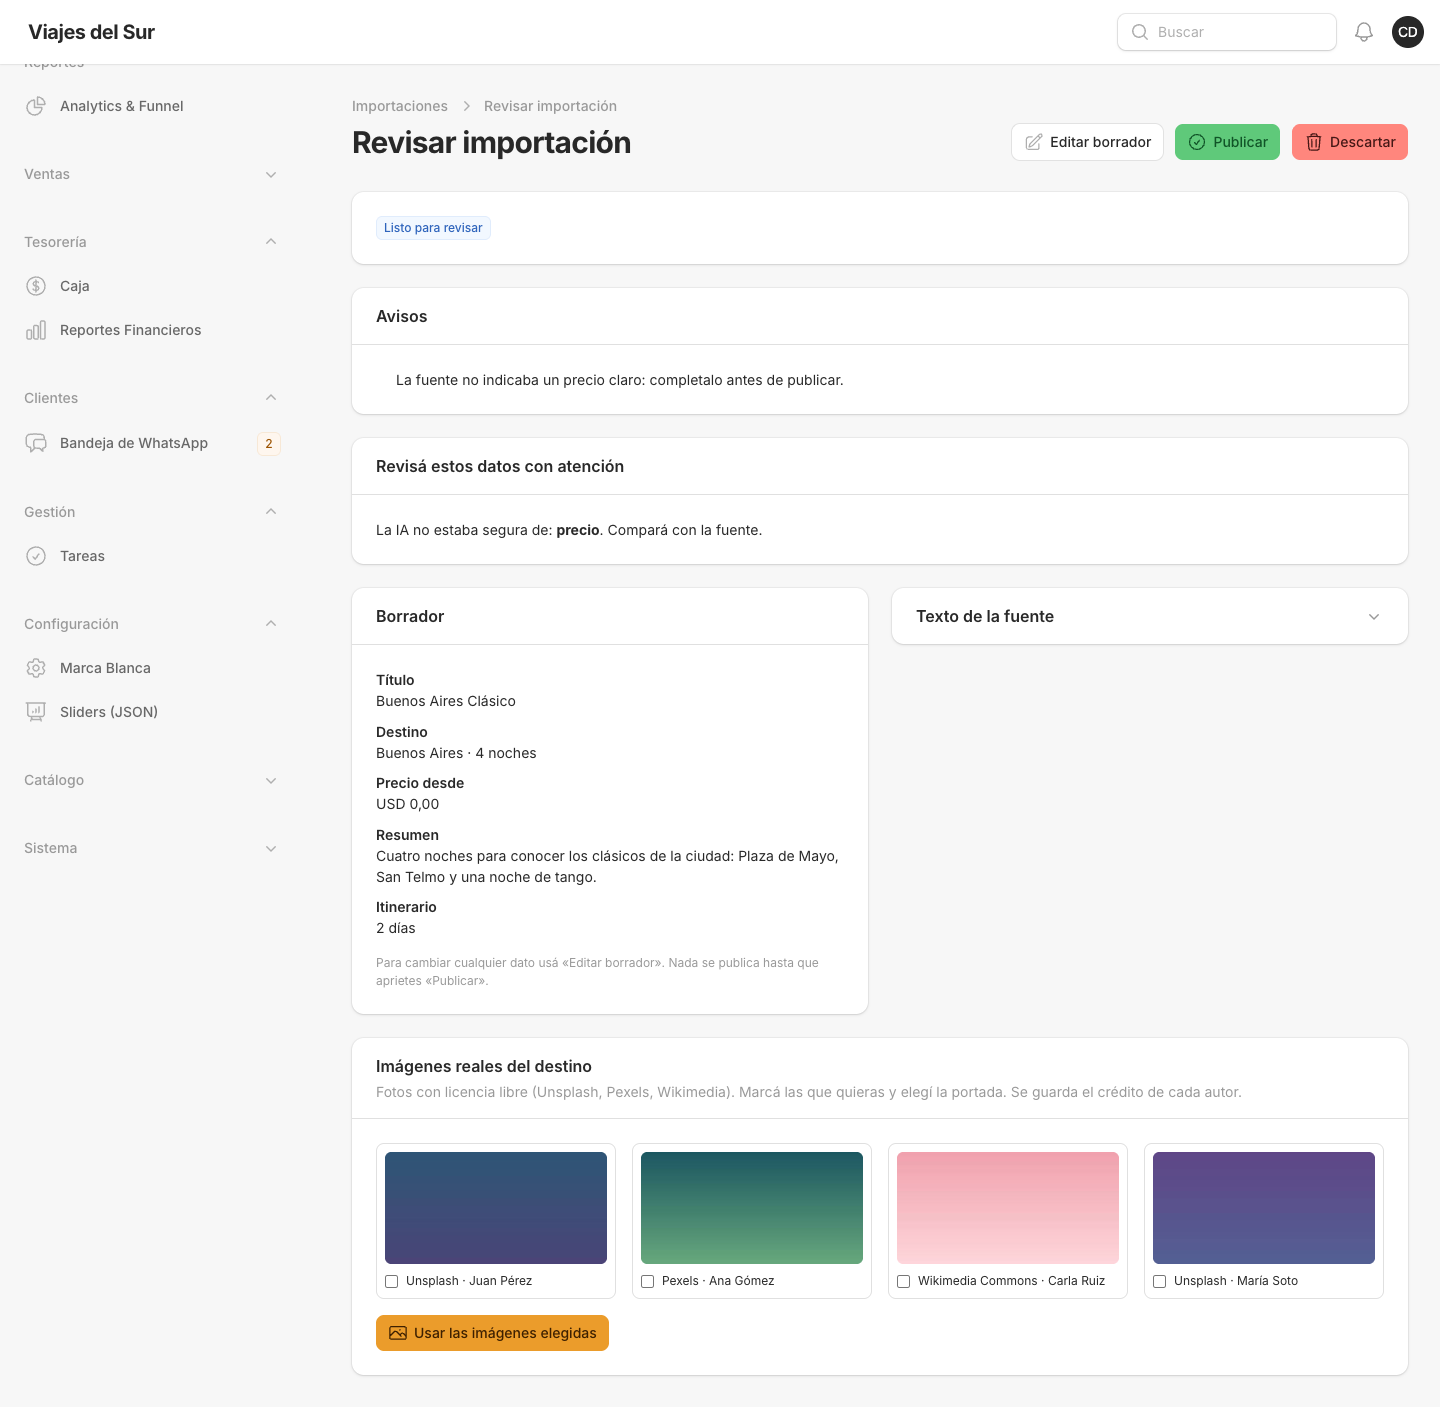 Viajes del Sur
Buscar
CD
Reportes
Analytics & Funnel
Ventas
Tesorería
Caja
Reportes Financieros
Clientes
Bandeja de WhatsApp
2
Gestión
Tareas
Configuración
Marca Blanca
Sliders (JSON)
Catálogo
Sistema
Importaciones
Revisar importación
Revisar importación
Editar borrador
Publicar
Descartar
Listo para revisar
Avisos
La fuente no indicaba un precio claro: completalo antes de publicar.
Revisá estos datos con atención
La IA no estaba segura de: precio. Compará con la fuente.
Borrador
Título
Buenos Aires Clásico
Destino
Buenos Aires · 4 noches
Precio desde
USD 0,00
Resumen
Cuatro noches para conocer los clásicos de la ciudad: Plaza de Mayo,
San Telmo y una noche de tango.
Itinerario
2 días
Para cambiar cualquier dato usá «Editar borrador». Nada se publica hasta que
aprietes «Publicar».
Texto de la fuente
Imágenes reales del destino
Fotos con licencia libre (Unsplash, Pexels, Wikimedia). Marcá las que quieras y elegí la portada. Se guarda el crédito de cada autor.
Unsplash · Juan Pérez
Pexels · Ana Gómez
Wikimedia Commons · Carla Ruiz
Unsplash · María Soto
Usar las imágenes elegidas